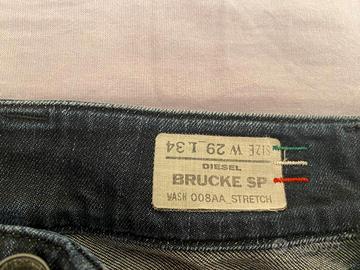 SIZE W 29 L 34
DIESEL
BRUCKE SP
WASH 008AA_STRETCH